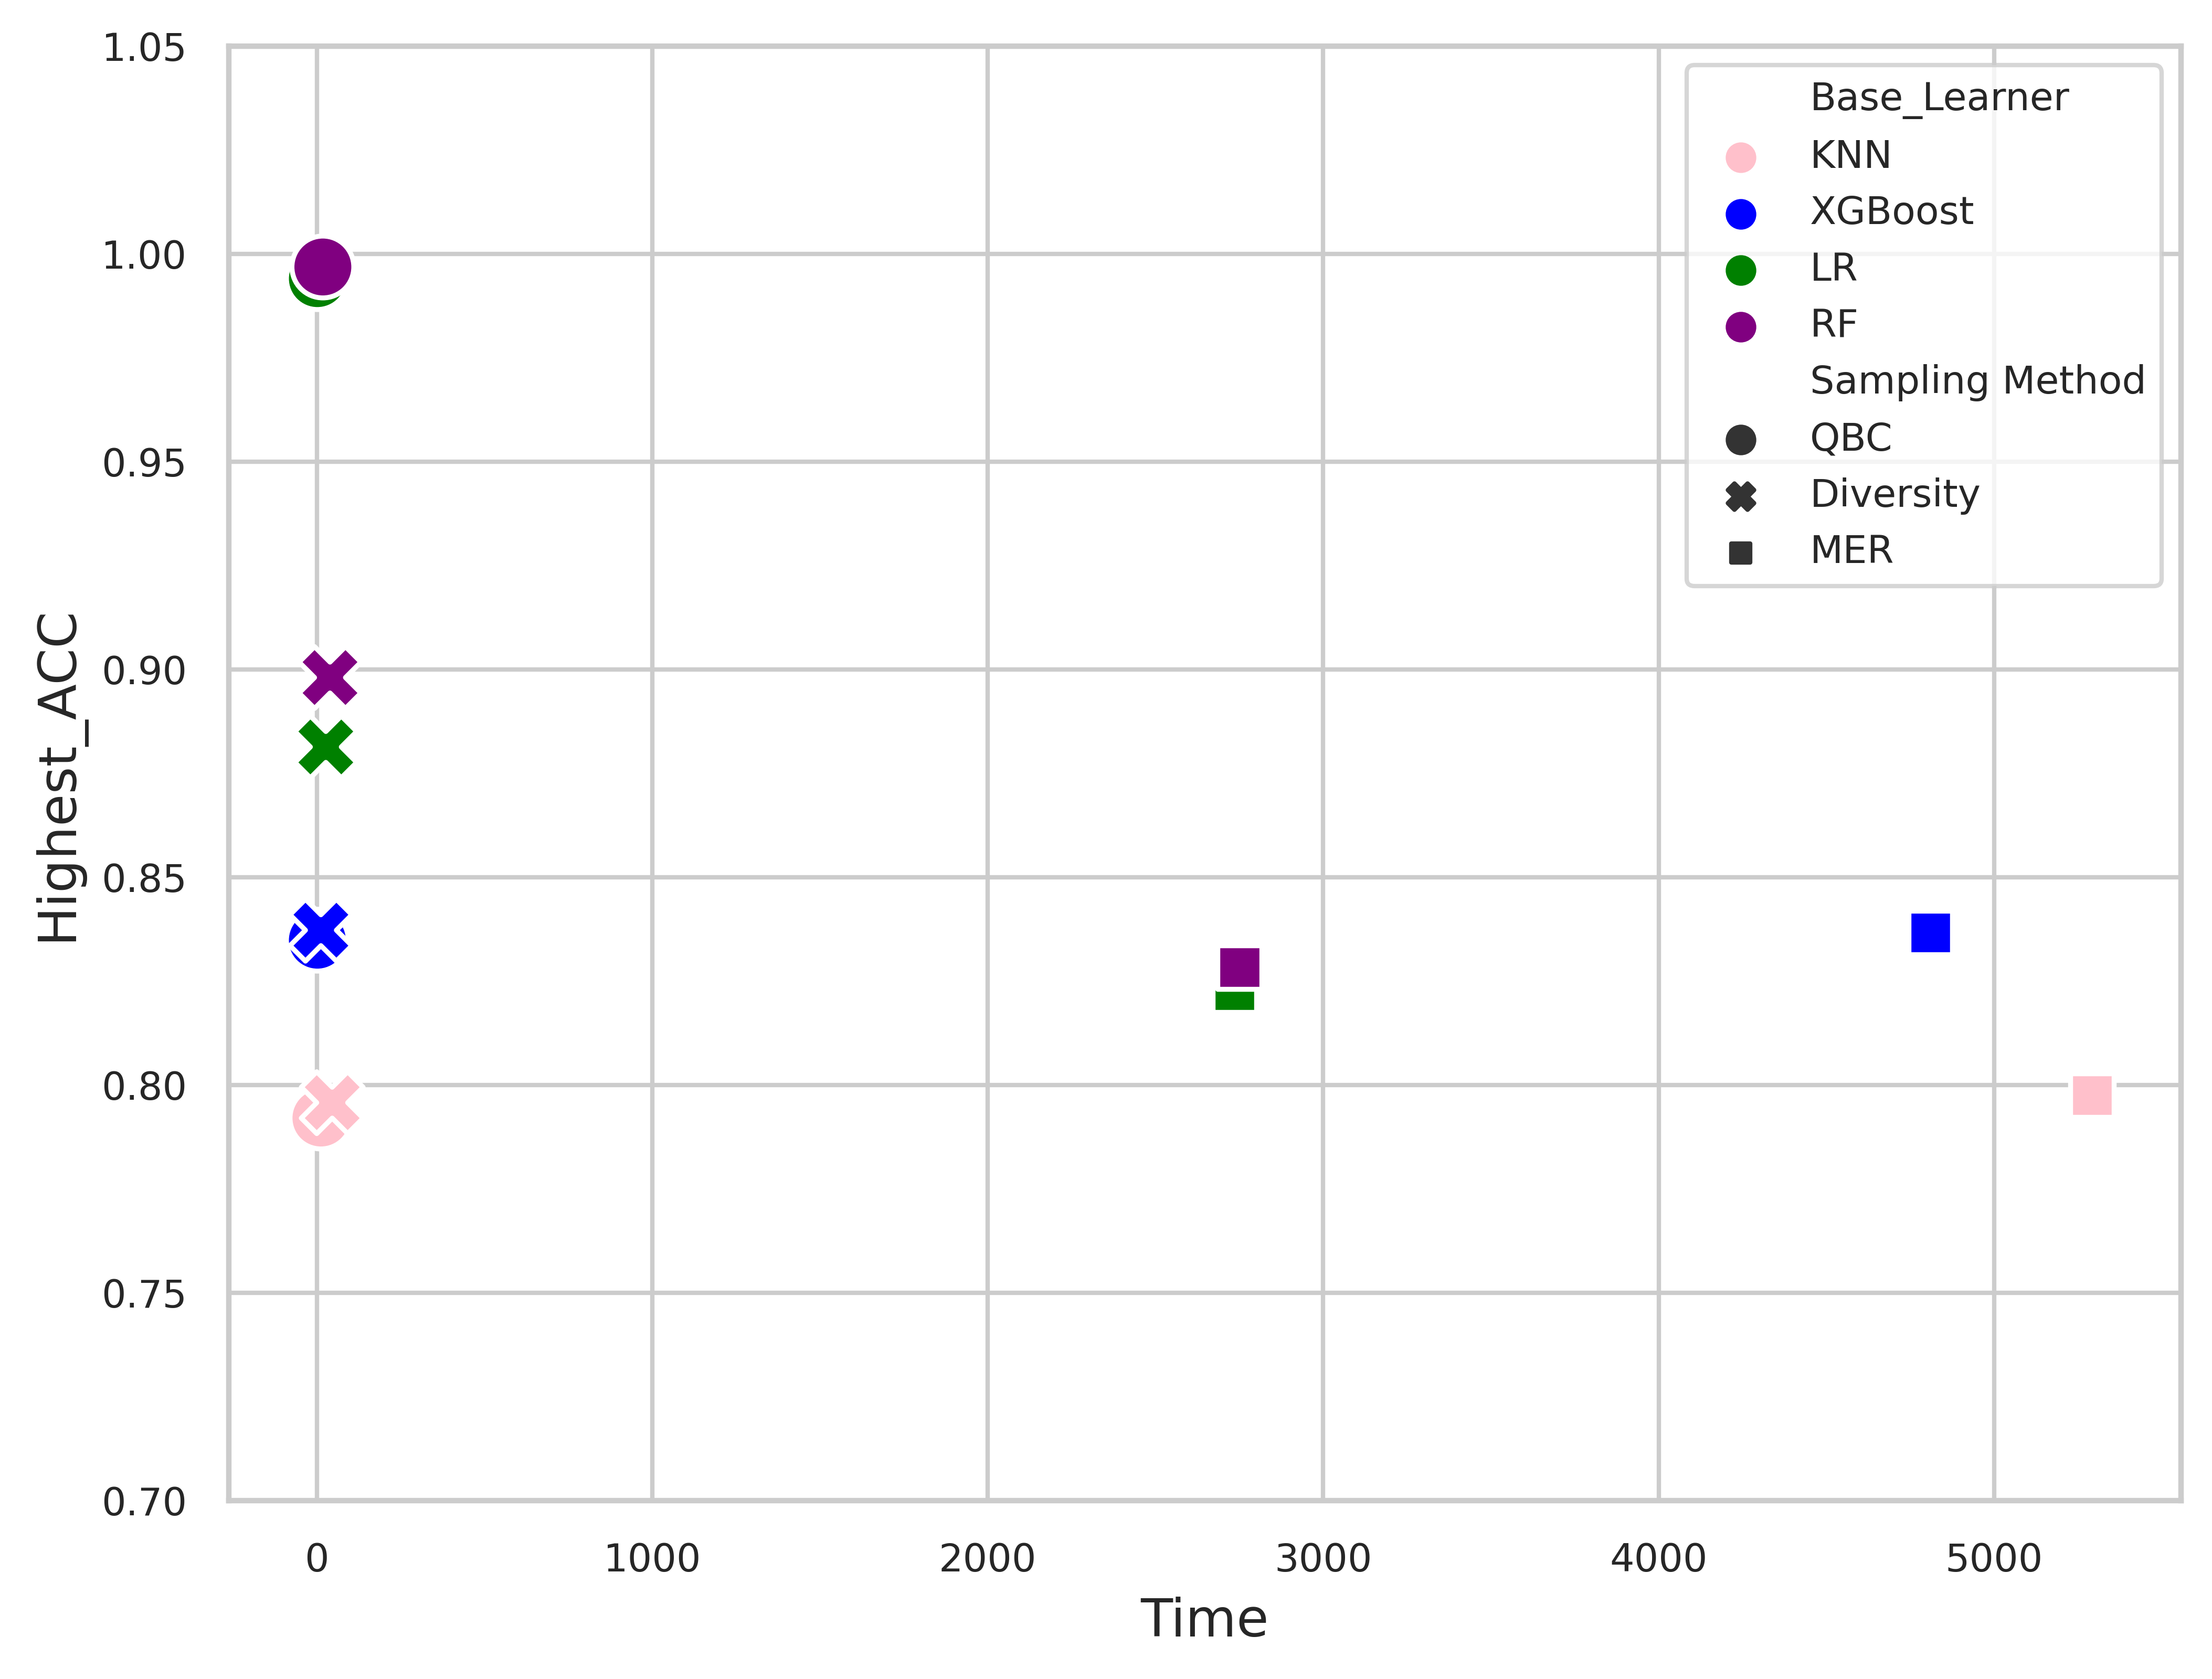 1.05
1.00
0.95
0.90
0.85
0.80
0.75
0.70
Highest_ACC
0 1000 2000 3000 4000 5000
Time
Base_Learner
KNN
XGBoost
LR
RF
Sampling Method
QBC
Diversity
MER